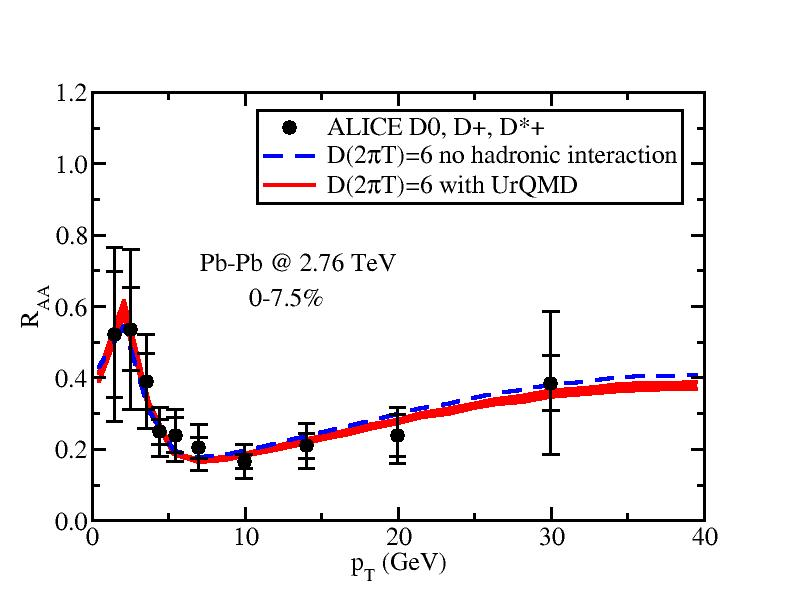 1.2
1.0
0.8
0.6
0.4
0.2
0.0
R_AA
ALICE D0, D+, D*+
D(2πT)=6 no hadronic interaction
D(2πT)=6 with UrQMD
Pb-Pb @ 2.76 TeV
0-7.5%
0 10 20 30 40
p_T (GeV)